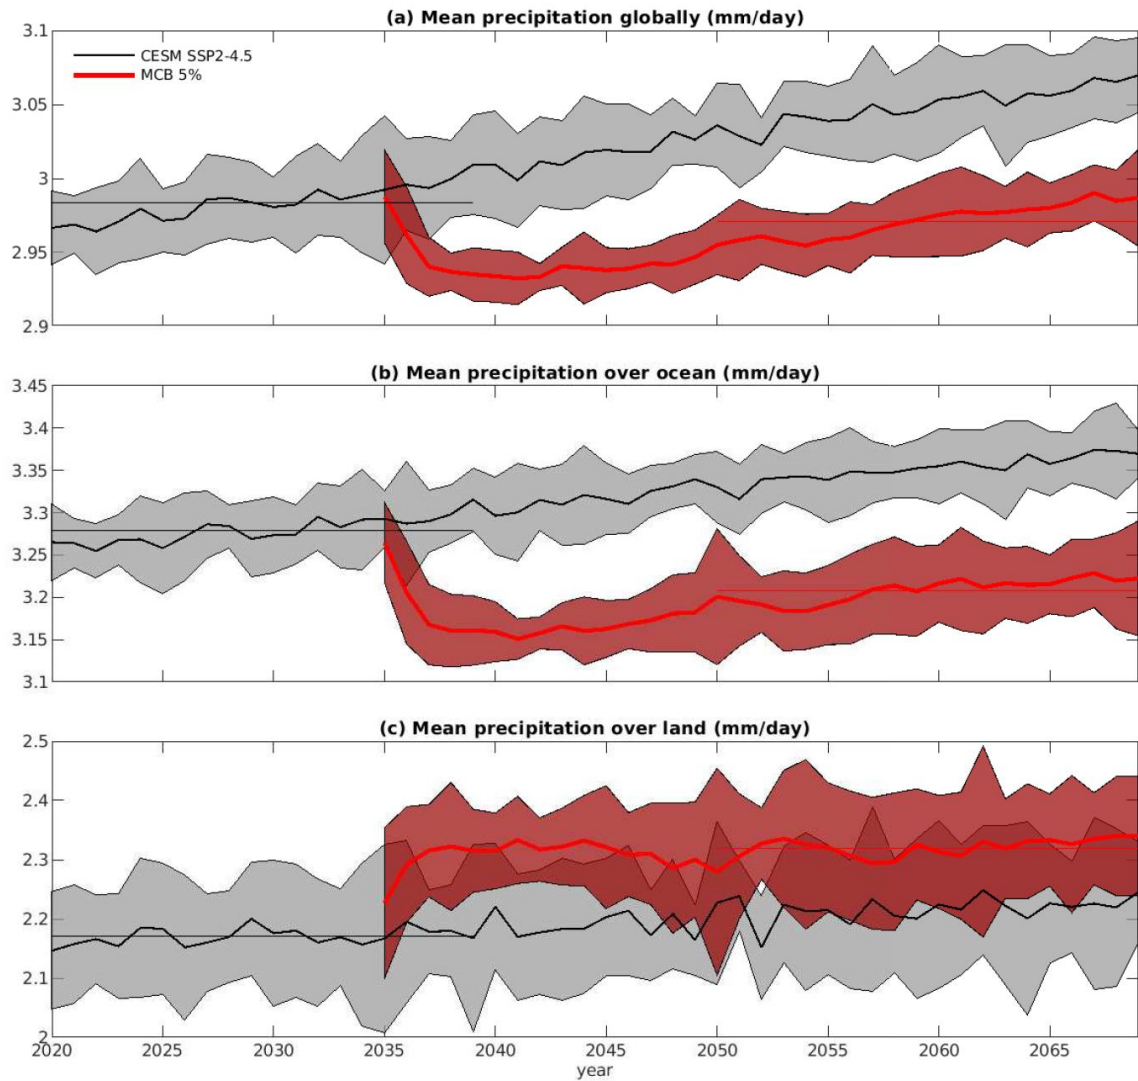 (a) Mean precipitation globally (mm/day)
3.1
CESM SSP2-4.5
MCB 5%
3.05
3
2.95
2.9
(b) Mean precipitation over ocean (mm/day)
3.45
3.4
3.35
3.3
3.25
3.2
3.15
3.1
(c) Mean precipitation over land (mm/day)
2.5
2.4
2.3
2.2
2.1
2
2020 2025 2030 2035 2040 2045 2050 2055 2060 2065
year